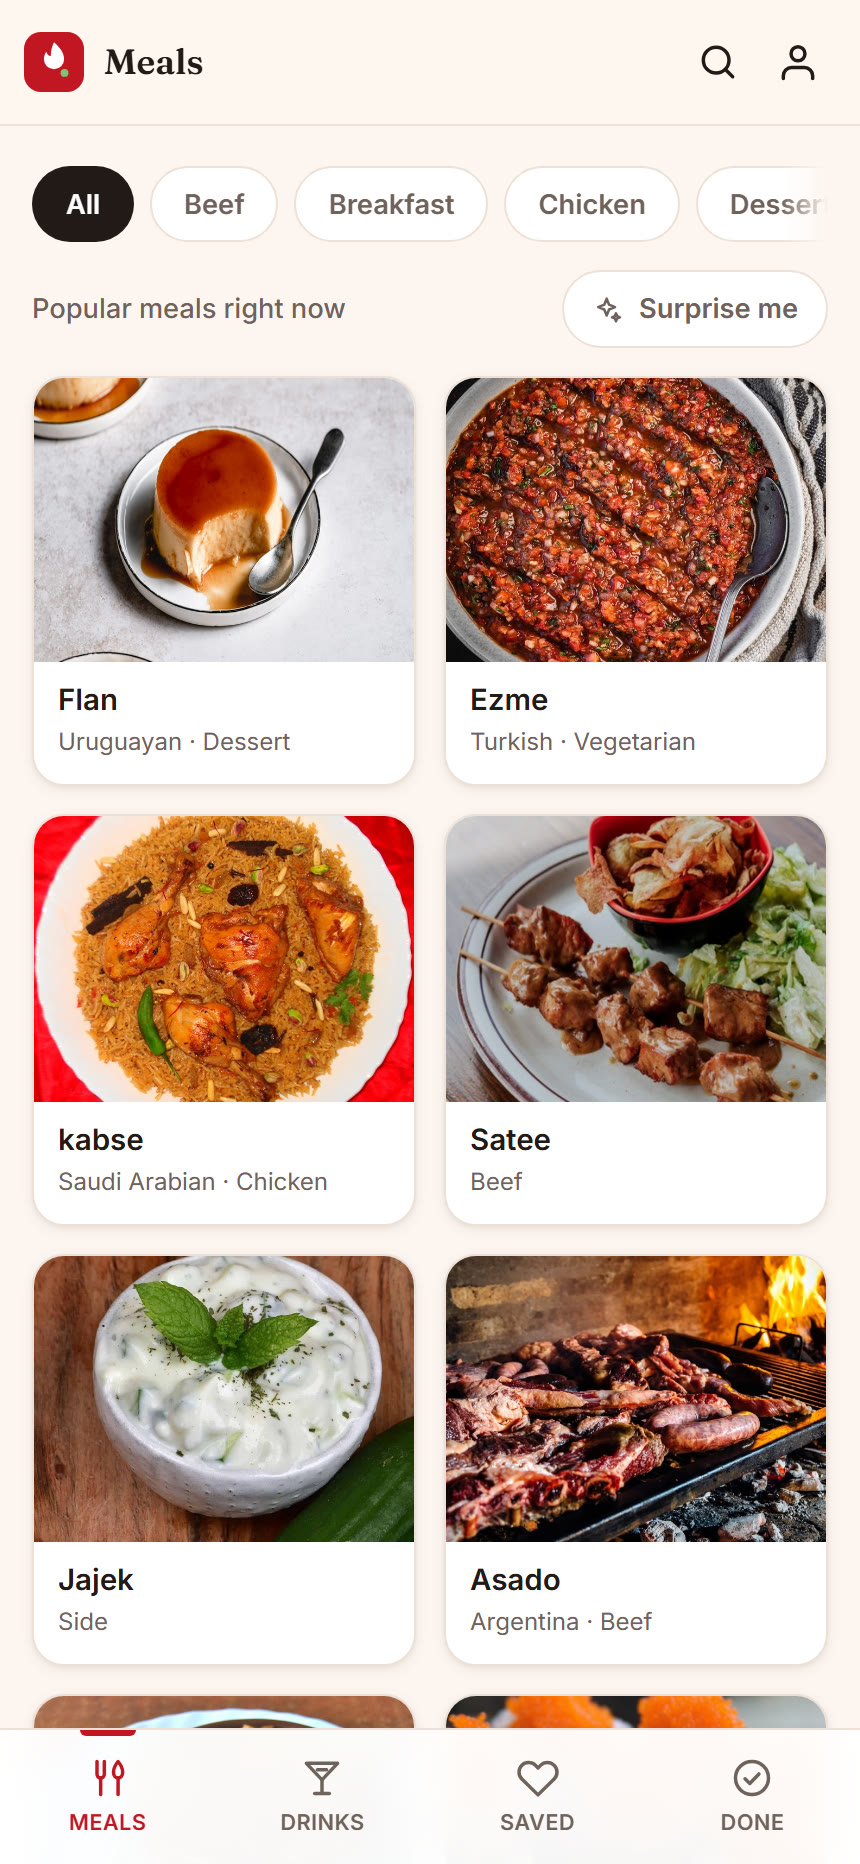 Meals
All
Beef
Breakfast
Chicken
Dessert
Popular meals right now
Surprise me
Flan
Uruguayan · Dessert
Ezme
Turkish · Vegetarian
kabse
Saudi Arabian · Chicken
Satee
Beef
Jajek
Side
Asado
Argentina · Beef
MEALS
DRINKS
SAVED
DONE